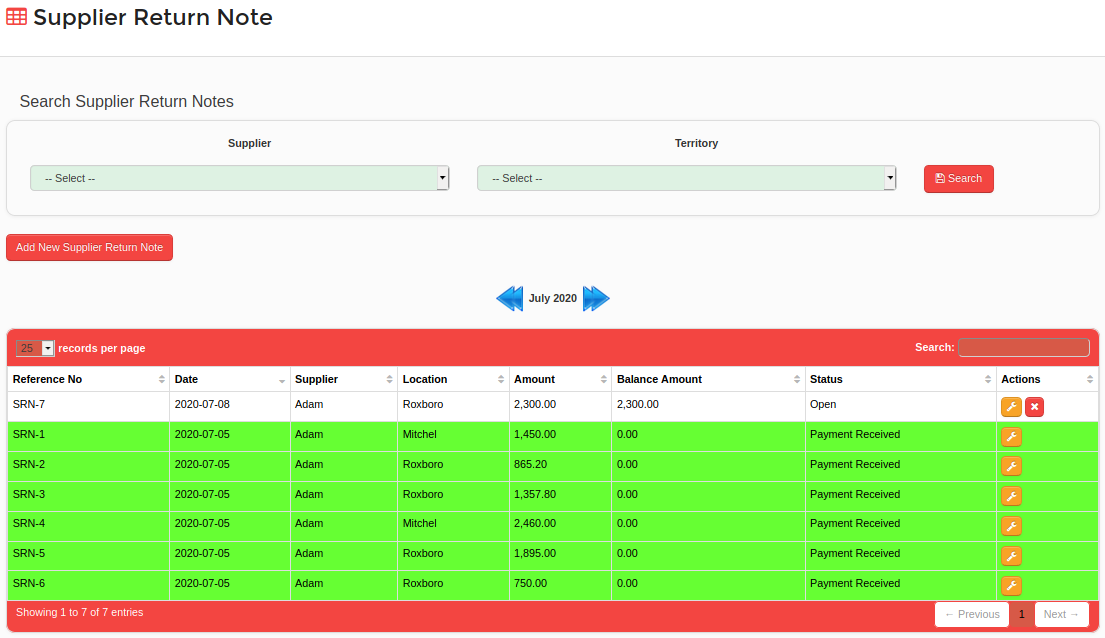 Supplier Return Note
Search Supplier Return Notes
Supplier Territory
-- Select -- -- Select -- Search
Add New Supplier Return Note
July 2020
25 records per page Search:
Reference No Date Supplier Location Amount Balance Amount Status Actions
SRN-7 2020-07-08 Adam Roxboro 2,300.00 2,300.00 Open
SRN-1 2020-07-05 Adam Mitchel 1,450.00 0.00 Payment Received
SRN-2 2020-07-05 Adam Roxboro 865.20 0.00 Payment Received
SRN-3 2020-07-05 Adam Roxboro 1,357.80 0.00 Payment Received
SRN-4 2020-07-05 Adam Mitchel 2,460.00 0.00 Payment Received
SRN-5 2020-07-05 Adam Roxboro 1,895.00 0.00 Payment Received
SRN-6 2020-07-05 Adam Roxboro 750.00 0.00 Payment Received
Showing 1 to 7 of 7 entries ← Previous 1 Next →